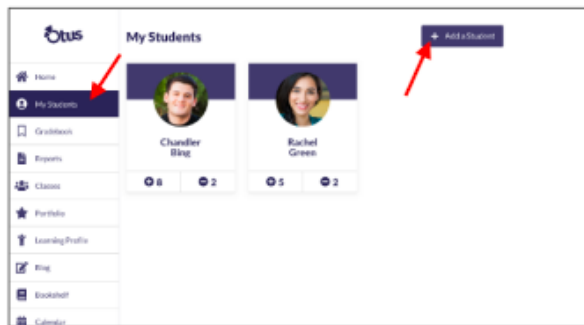 Otus
My Students
+ Add a Student
Home
My Students
Gradebook
Reports
Classes
Portfolio
Learning Profile
Blog
Bookshelf
Calendar
Chandler
Bing
8
2
Rachel
Green
5
2